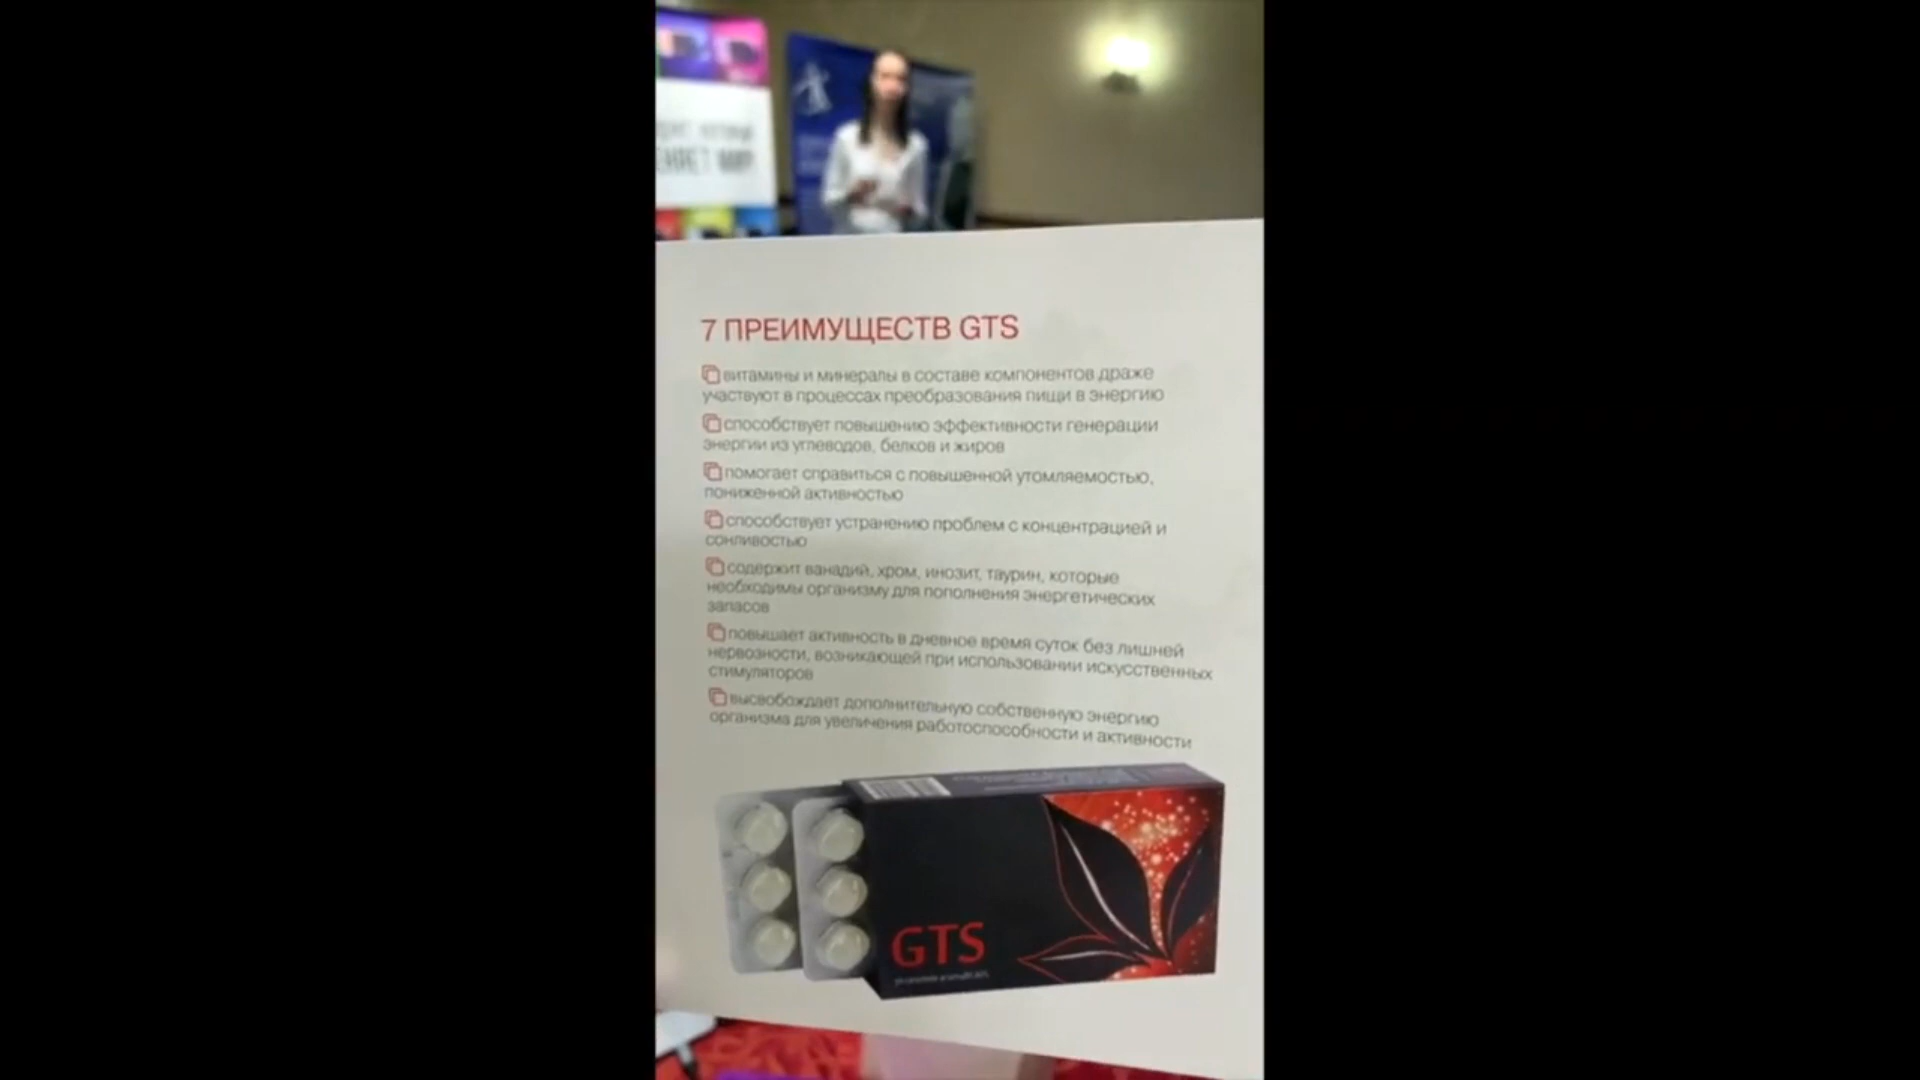 МИР
7 ПРЕИМУЩЕСТВ GTS
витамины и минералы в составе компонентов драже
участвуют в процессах преобразования пищи в энергию
способствует повышению эффективности генерации
энергии из углеводов, белков и жиров
помогает справиться с повышенной утомляемостью,
пониженной активностью
способствует устранению проблем с концентрацией и
сонливостью
содержит ванадий, хром, инозит, таурин, которые
необходимы организму для пополнения энергетических
запасов
повышает активность в дневное время суток без лишней
нервозности, возникающей при использовании искусственных
стимуляторов
высвобождает дополнительную собственную энергию
организма для увеличения работоспособности и активности
GTS